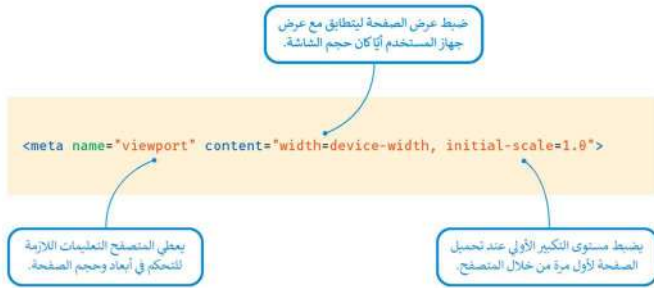 ضبط عرض الصفحة ليتطابق مع عرض
جهاز المستخدم أيًا كان حجم الشاشة.
<meta name="viewport" content="width=device-width, initial-scale=1.0">
يضبط مستوى التكبير الأولي عند تحميل
الصفحة لأول مرة من خلال المتصفح.
يعطي المتصفح التعليمات اللازمة
للتحكم في أبعاد وحجم الصفحة.